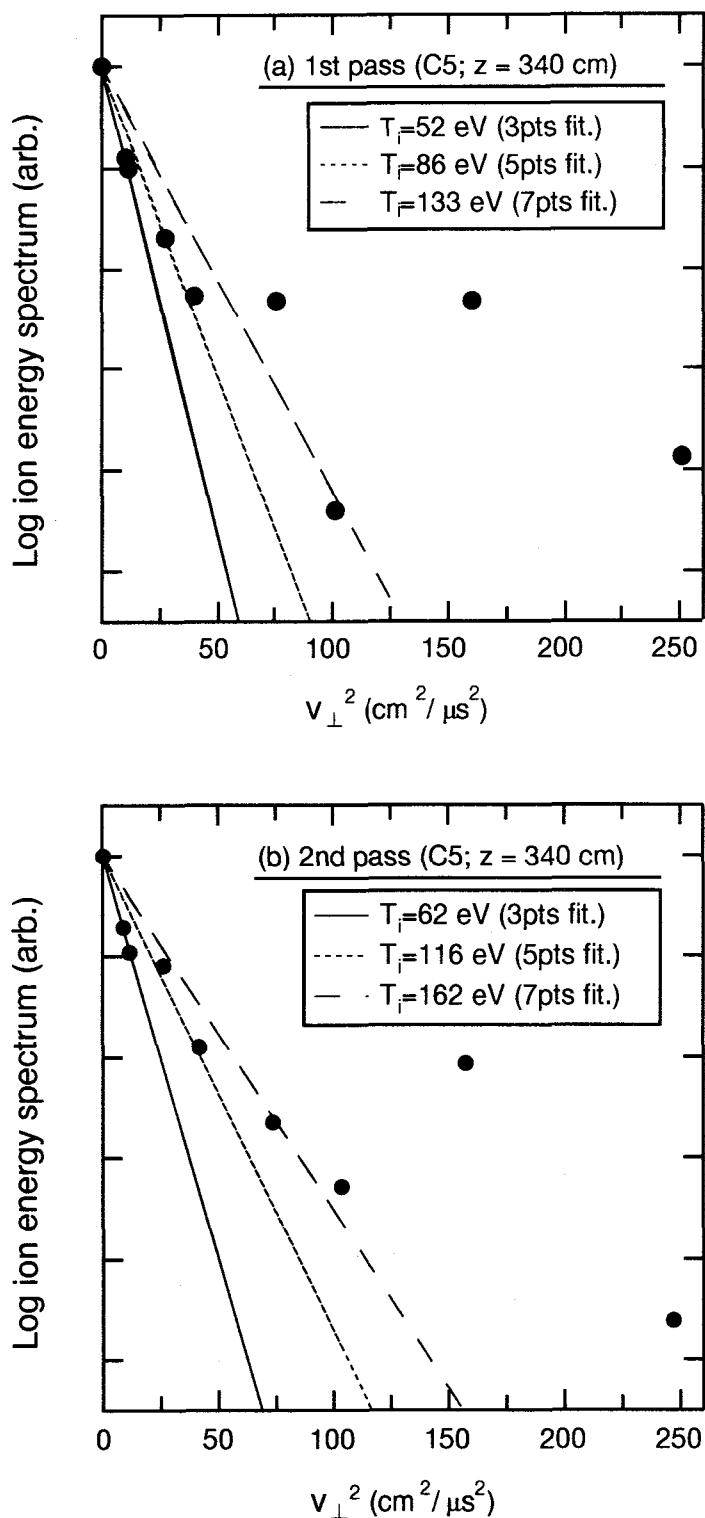 (a) 1st pass (C5; z = 340 cm)
T_i=52 eV (3pts fit.)
T_i=86 eV (5pts fit.)
T_i=133 eV (7pts fit.)
Log ion energy spectrum (arb.)
0 50 100 150 200 250
v_⊥^2 (cm^2/ μs^2)
(b) 2nd pass (C5; z = 340 cm)
T_i=62 eV (3pts fit.)
T_i=116 eV (5pts fit.)
T_i=162 eV (7pts fit.)
Log ion energy spectrum (arb.)
0 50 100 150 200 250
v_⊥^2 (cm^2/ μs^2)